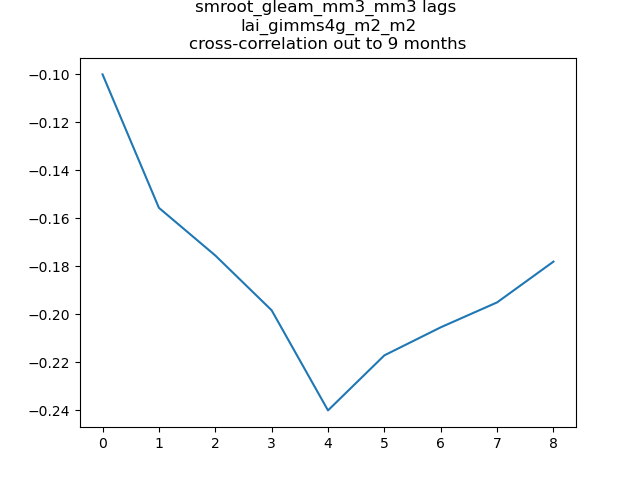 smroot_gleam_mm3_mm3 lags
lai_gimms4g_m2_m2
cross-correlation out to 9 months
−0.10
−0.12
−0.14
−0.16
−0.18
−0.20
−0.22
−0.24
0 1 2 3 4 5 6 7 8